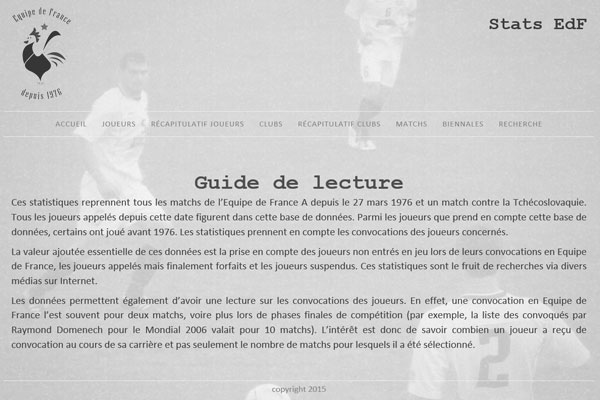 Equipe de France
depuis 1976
Stats EdF
ACCUEIL JOUEURS RÉCAPITULATIF JOUEURS CLUBS RÉCAPITULATIF CLUBS MATCHS BIENNALES RECHERCHE
Guide de lecture
Ces statistiques reprennent tous les matchs de l'Equipe de France A depuis le 27 mars 1976 et un match contre la Tchécoslovaquie.
Tous les joueurs appelés depuis cette date figurent dans cette base de données. Parmi les joueurs que prend en compte cette base de
données, certains ont joué avant 1976. Les statistiques prennent en compte les convocations des joueurs concernés.
La valeur ajoutée essentielle de ces données est la prise en compte des joueurs non entrés en jeu lors de leurs convocations en Equipe
de France, les joueurs appelés mais finalement forfaits et les joueurs suspendus. Ces statistiques sont le fruit de recherches via divers
médias sur Internet.
Les données permettent également d'avoir une lecture sur les convocations des joueurs. En effet, une convocation en Equipe de
France l'est souvent pour deux matchs, voire plus lors de phases finales de compétition (par exemple, la liste des convoqués par
Raymond Domenech pour le Mondial 2006 valait pour 10 matchs). L'intérêt est donc de savoir combien un joueur a reçu de
convocation au cours de sa carrière et pas seulement le nombre de matchs pour lesquels il a été sélectionné.
2
copyright 2015